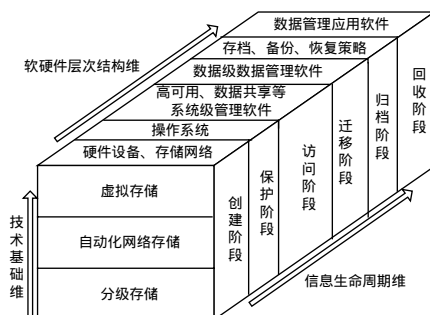 数据管理应用软件
存档、备份、恢复策略
数据级数据管理软件
高可用、数据共享等
系统级管理软件
操作系统
硬件设备、存储网络
软硬件层次结构维
虚拟存储
自动化网络存储
分级存储
技术基础维
创建阶段
保护阶段
访问阶段
迁移阶段
归档阶段
回收阶段
信息生命周期维